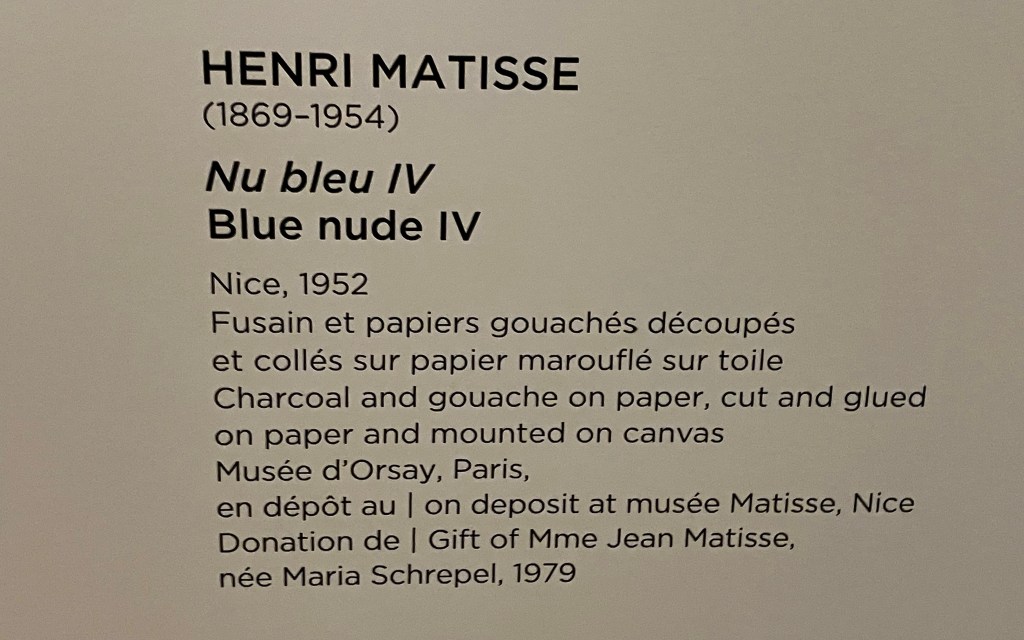 HENRI MATISSE
(1869–1954)
Nu bleu IV
Blue nude IV
Nice, 1952
Fusain et papiers gouachés découpés
et collés sur papier marouflé sur toile
Charcoal and gouache on paper, cut and glued
on paper and mounted on canvas
Musée d’Orsay, Paris,
en dépôt au | on deposit at musée Matisse, Nice
Donation de | Gift of Mme Jean Matisse,
née Maria Schrepel, 1979